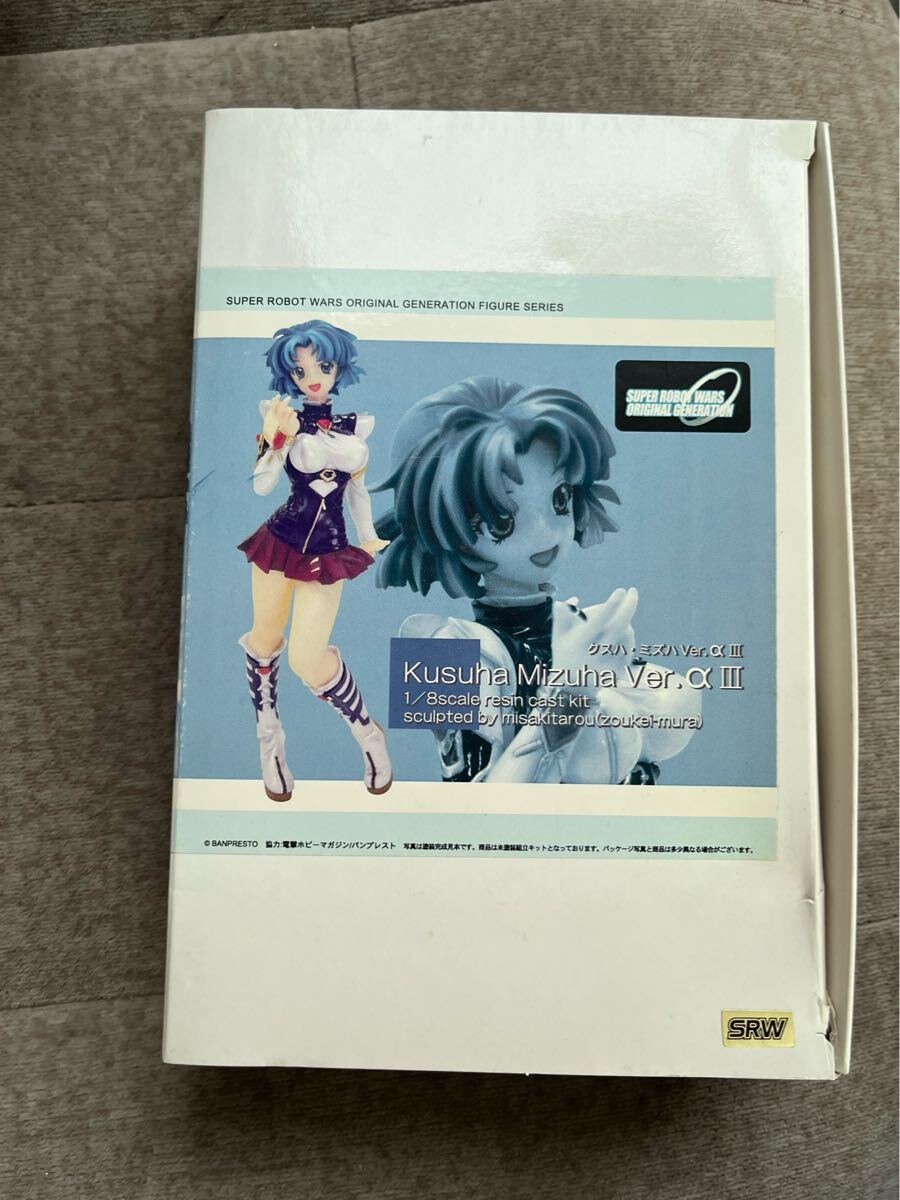 SUPER ROBOT WARS ORIGINAL GENERATION FIGURE SERIES
SUPER ROBOT WARS
ORIGINAL GENERATION
クスハ・ミズハ Ver.α III
Kusuha Mizuha Ver.α III
1/8scale resin cast kit
sculpted by misakitarou(zoukei-mura)
© BANPRESTO 協力:電撃ホビーマガジン/バンプレスト 写真は塗装完成見本です。商品は未塗装組立キットとなっております。パッケージ写真と商品は多少異なる場合がございます。
SRW